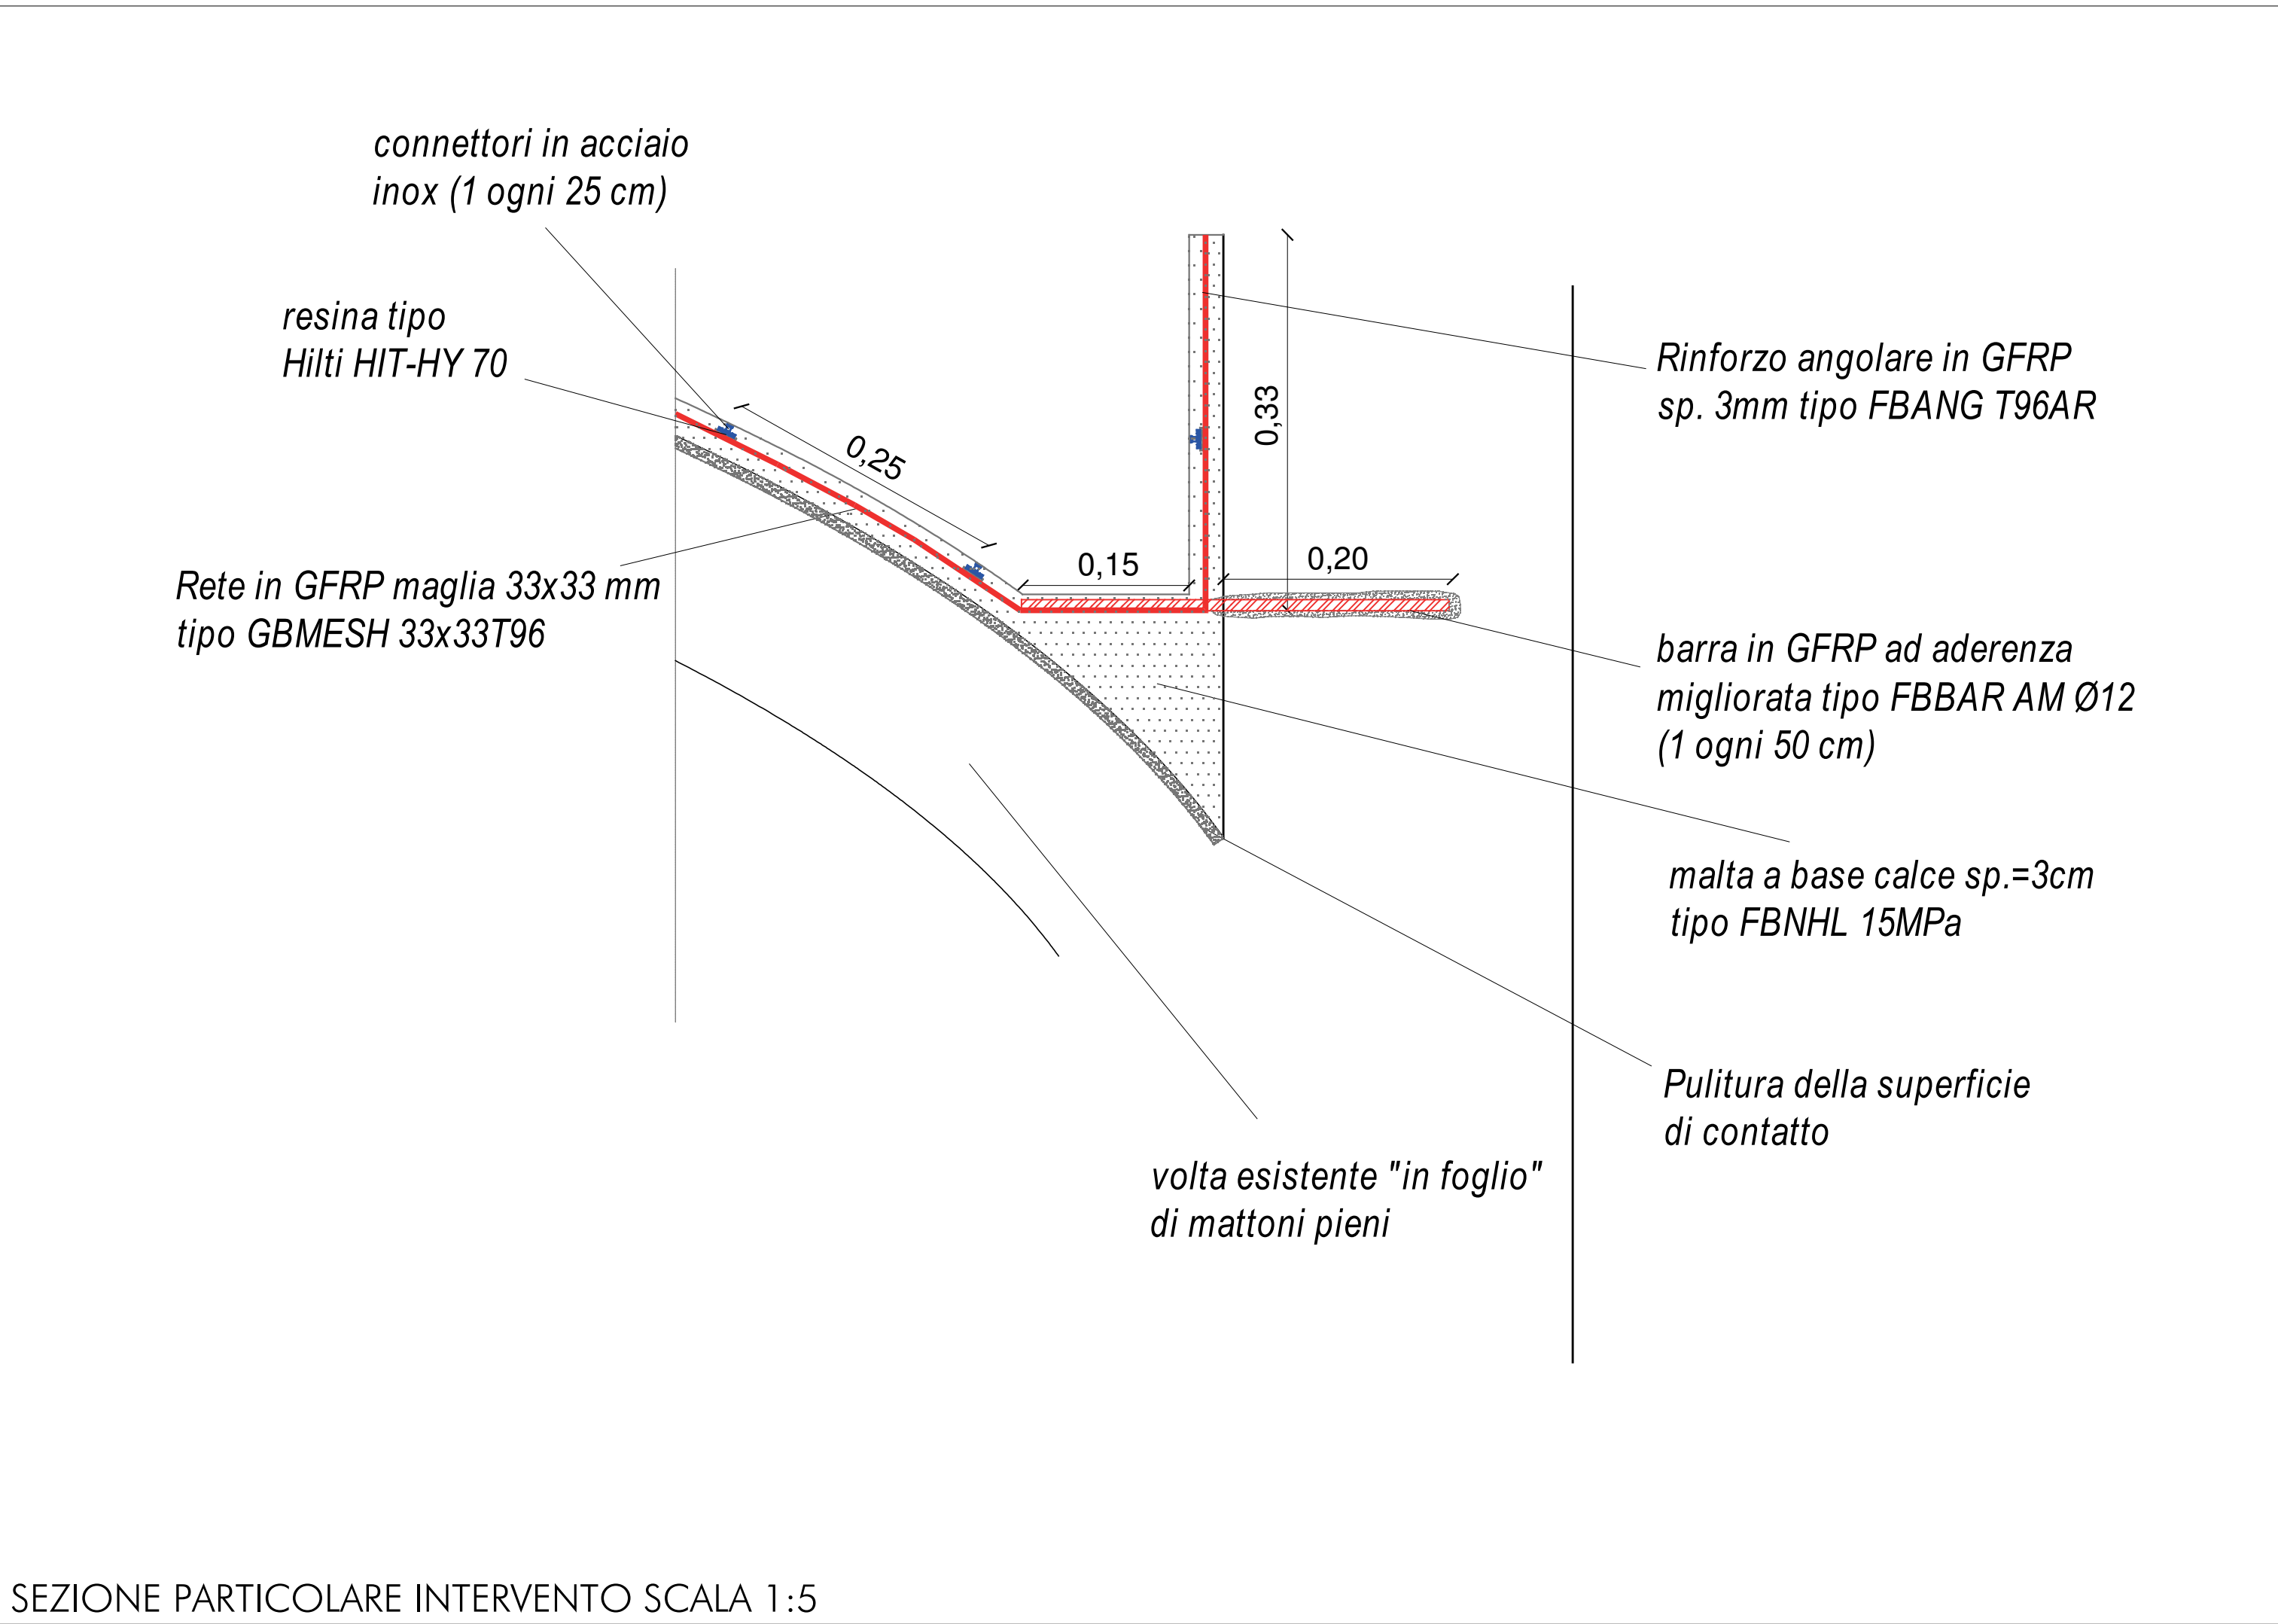 connettori in acciaio
inox (1 ogni 25 cm)
resina tipo
Hilti HIT-HY 70
Rete in GFRP maglia 33x33 mm
tipo GBMESH 33x33T96
0,25
0,15
0,33
0,20
Rinforzo angolare in GFRP
sp. 3mm tipo FBANG T96AR
barra in GFRP ad aderenza
migliorata tipo FBBAR AM Ø12
(1 ogni 50 cm)
malta a base calce sp.=3cm
tipo FBNHL 15MPa
Pulitura della superficie
di contatto
volta esistente "in foglio"
di mattoni pieni
SEZIONE PARTICOLARE INTERVENTO SCALA 1:5